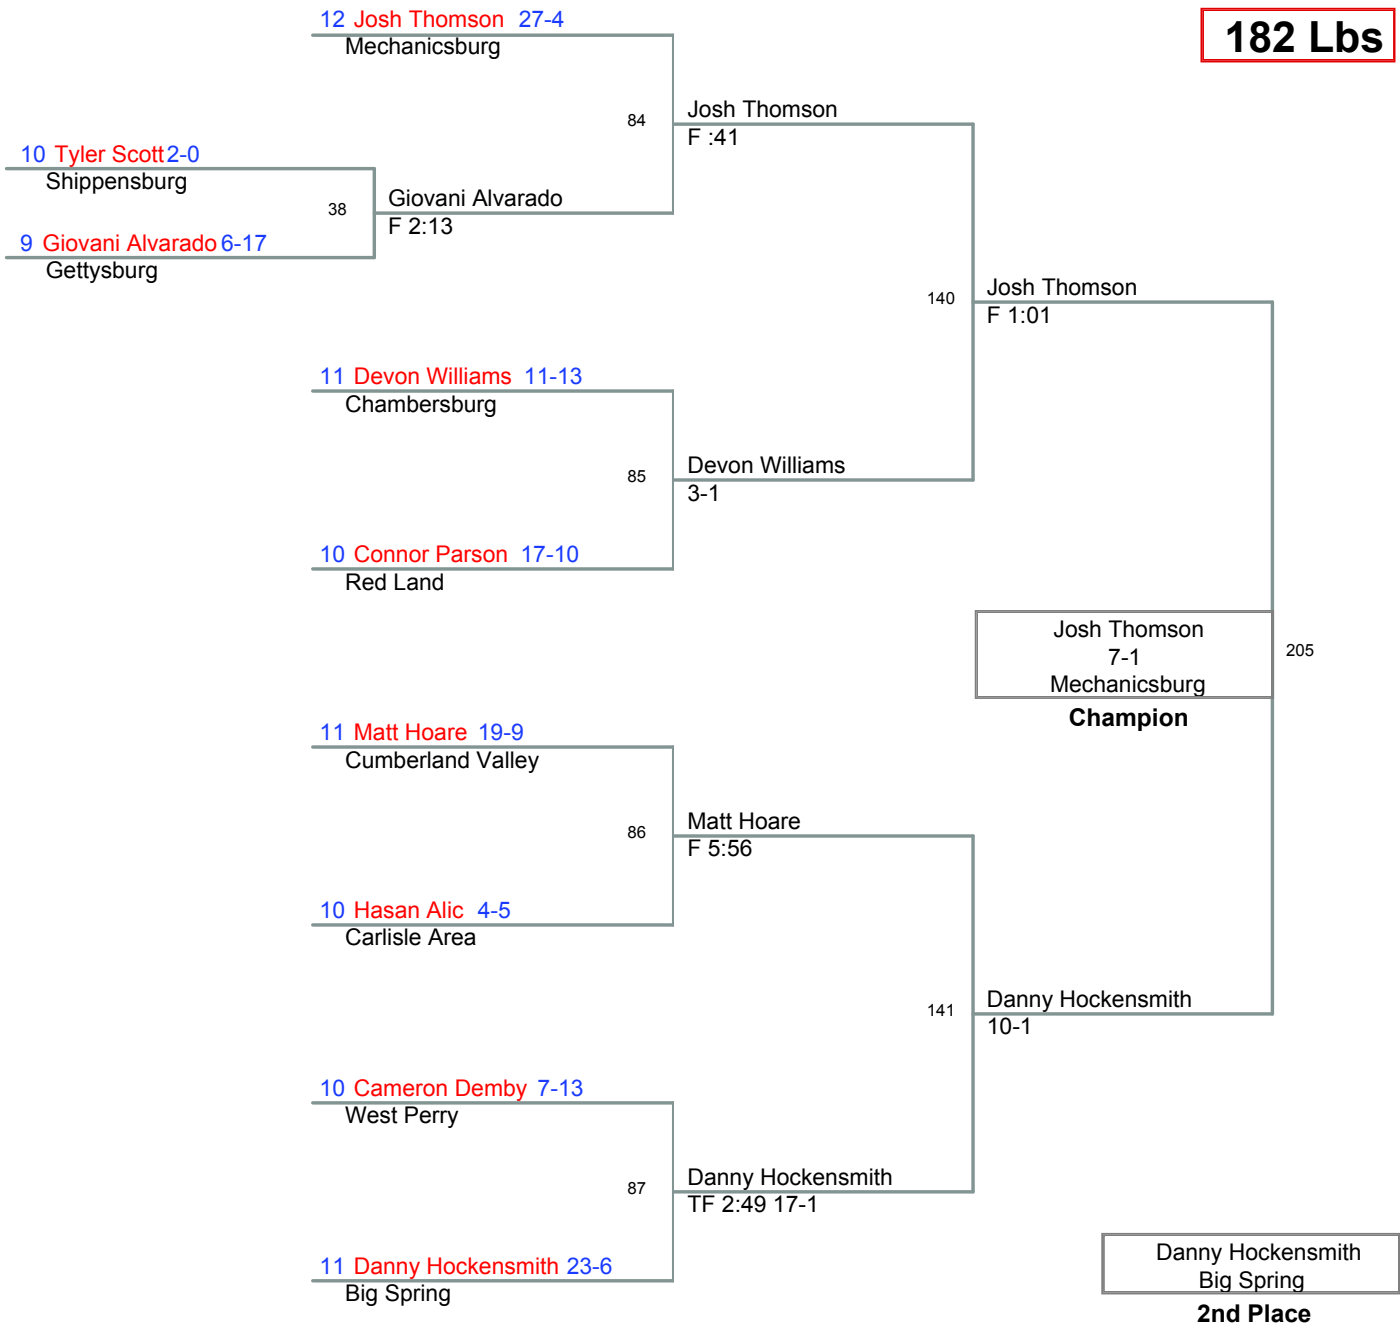 12 Josh Thomson 27-4
Mechanicsburg
182 Lbs
84
Josh Thomson
F :41
10 Tyler Scott 2-0
Shippensburg
38
Giovani Alvarado
F 2:13
9 Giovani Alvarado 6-17
Gettysburg
140
Josh Thomson
F 1:01
11 Devon Williams 11-13
Chambersburg
85
Devon Williams
3-1
10 Connor Parson 17-10
Red Land
Josh Thomson
7-1
Mechanicsburg
205
Champion
11 Matt Hoare 19-9
Cumberland Valley
86
Matt Hoare
F 5:56
10 Hasan Alic 4-5
Carlisle Area
141
Danny Hockensmith
10-1
10 Cameron Demby 7-13
West Perry
87
Danny Hockensmith
TF 2:49 17-1
11 Danny Hockensmith 23-6
Big Spring
Danny Hockensmith
Big Spring
2nd Place